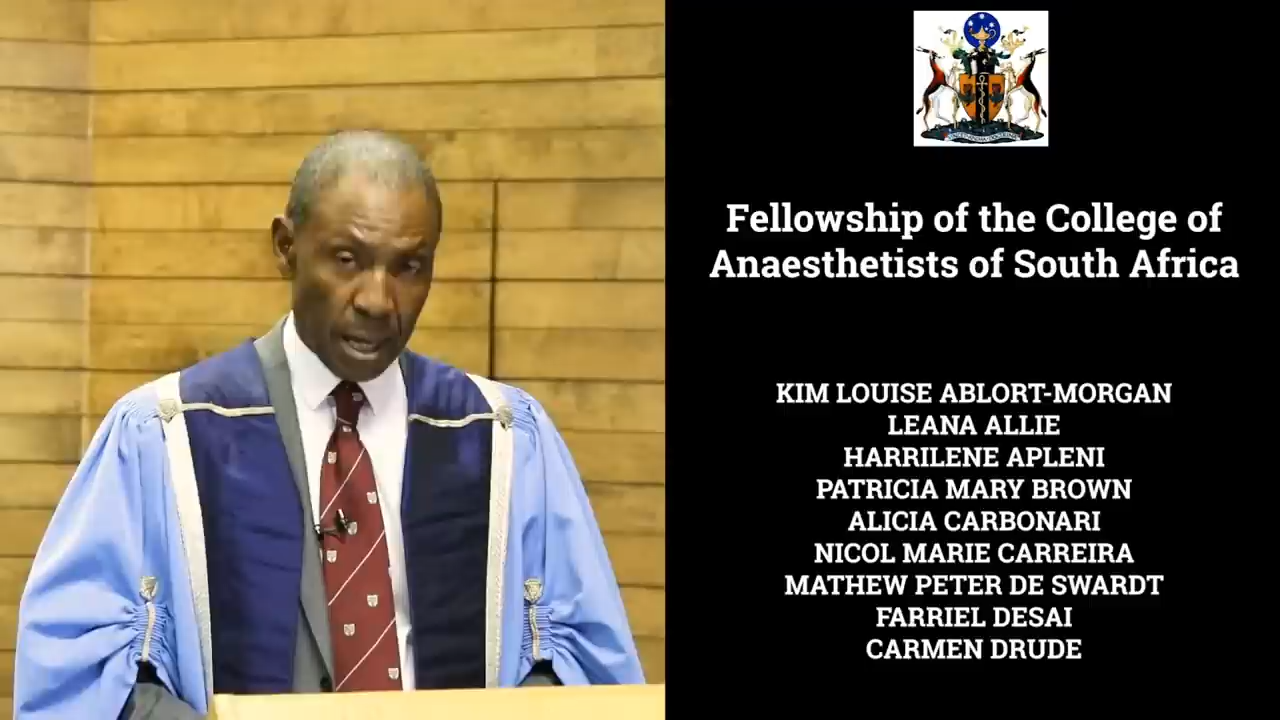 Fellowship of the College of
Anaesthetists of South Africa
KIM LOUISE ABLORT-MORGAN
LEANA ALLIE
HARRILENE APLENI
PATRICIA MARY BROWN
ALICIA CARBONARI
NICOL MARIE CARREIRA
MATHEW PETER DE SWARDT
FARRIEL DESAI
CARMEN DRUDE